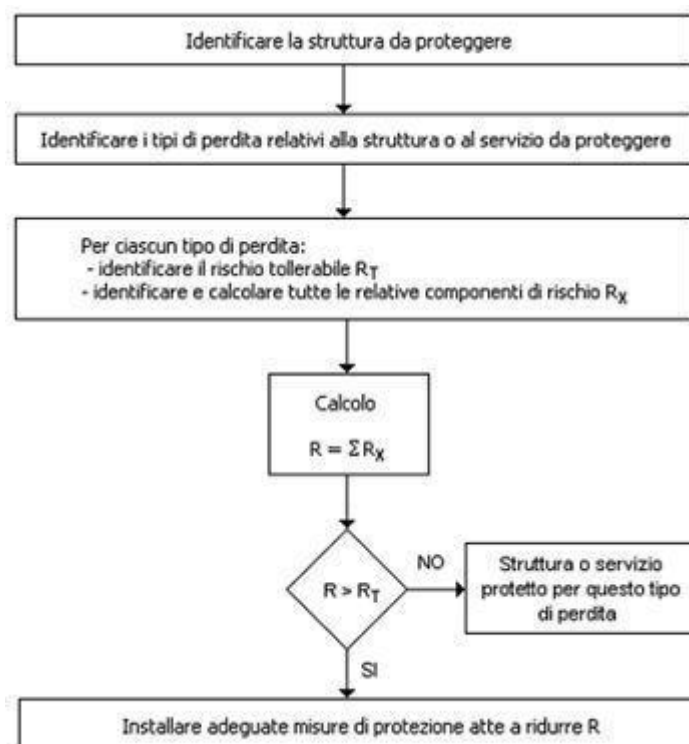 Identificare la struttura da proteggere
Identificare i tipi di perdita relativi alla struttura o al servizio da proteggere
Per ciascun tipo di perdita:
- identificare il rischio tollerabile RT
- identificare e calcolare tutte le relative componenti di rischio RX
Calcolo
R = ΣRX
R > RT
NO
Struttura o servizio
protetto per questo tipo
di perdita
SI
Installare adeguate misure di protezione atte a ridurre R